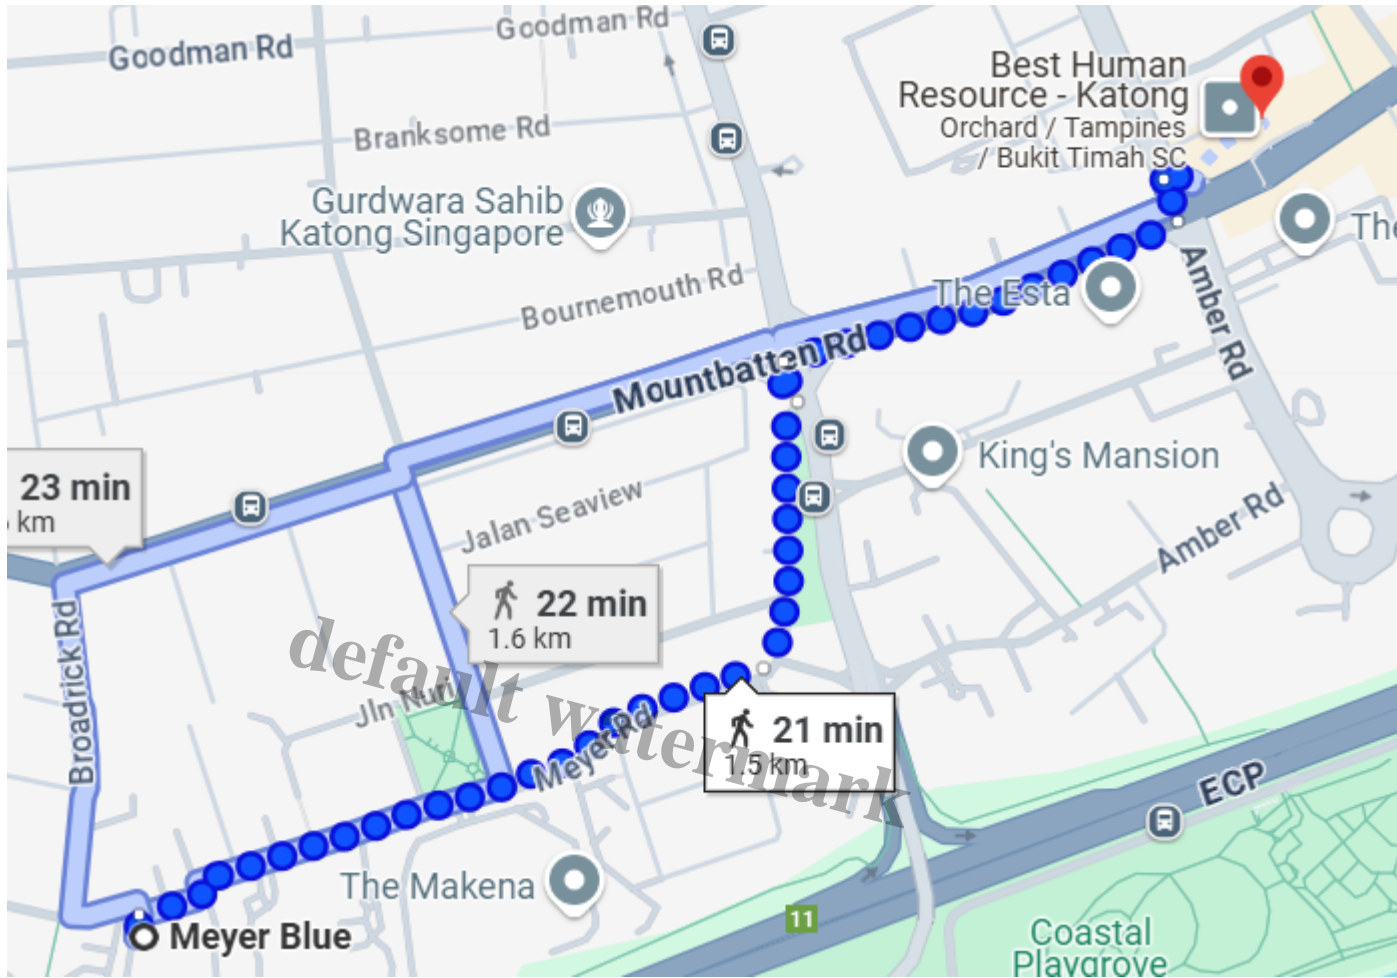 Goodman Rd
Goodman Rd
Best Human
Resource - Katong
Orchard / Tampines
/ Bukit Timah SC
Branksome Rd
Gurdwara Sahib
Katong Singapore
The
Bournemouth Rd
The Esta
Amber Rd
Mountbatten Rd
King's Mansion
23 min
km
Jalan Seaview
Amber Rd
22 min
1.6 km
Broadrick Rd
default watermark
Jln Nuri
Meyer Rd
21 min
1.5 km
ECP
The Makena
11
Meyer Blue
Coastal
Playgrove